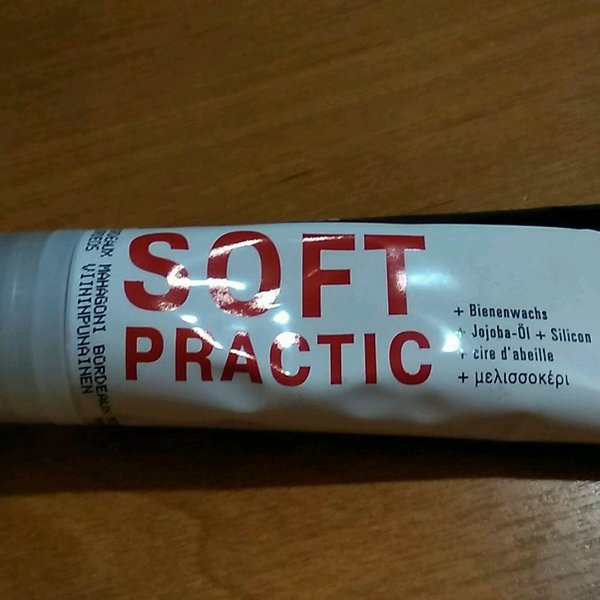 SOFT
PRACTIC
+ Bienenwachs
+ Jojoba-Öl + Silicon
+ cire d'abeille
+ μελισσοκέρι
MAHAGONI BORDEAUX
VIININPUNAINEN